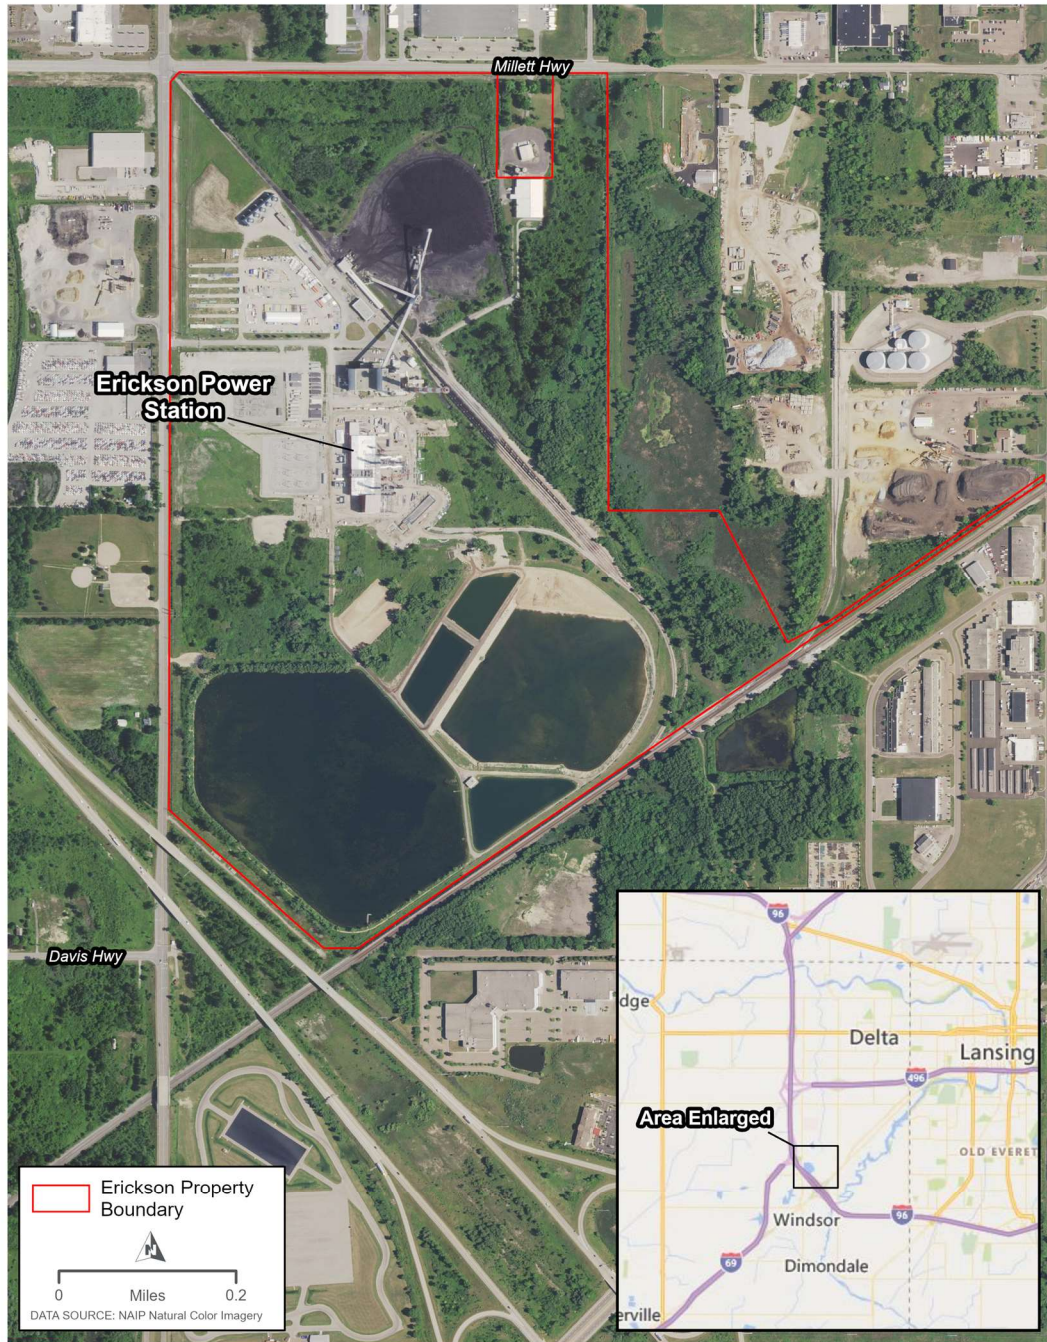 Millett Hwy
Erickson Power
Station
Davis Hwy
Erickson Property
Boundary
N
0 Miles 0.2
DATA SOURCE: NAIP Natural Color Imagery
96
dge
Delta
Lansing
496
Area Enlarged
OLD EVERET
Windsor
96
69
Dimondale
erville